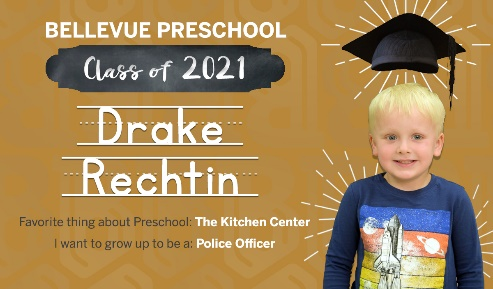 BELLEVUE PRESCHOOL
Class of 2021
Drake
Rechtin
Favorite thing about Preschool: The Kitchen Center
I want to grow up to be a: Police Officer